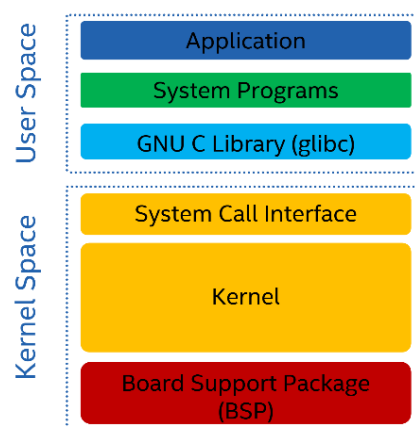 User Space
Application
System Programs
GNU C Library (glibc)
Kernel Space
System Call Interface
Kernel
Board Support Package
(BSP)